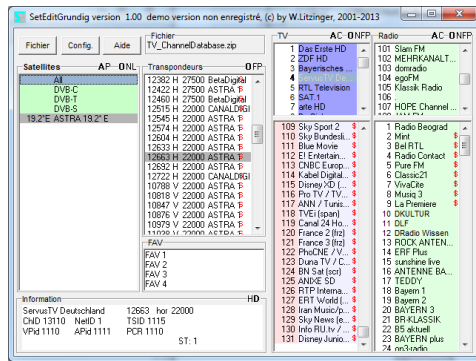 SetEditGrundig version 1.00 demo version non enregistré, (c) by W.Litzinger, 2001-2013
Fichier
Config.
Aide
Fichier
TV_ChannelDatabase.zip
Satellites AP-ONL
All
DVB-C
DVB-T
DVB-S
19.2°E ASTRA 19.2° E
Transpondeurs OFP
12382 H 27500 BetaDigital
12422 H 27500 ASTRA 1
12460 H 27500 BetaDigital
12515 H 22000 CANALDIGI
12545 H 22000 ASTRA 1
12574 H 22000 ASTRA 1
12604 H 22000 ASTRA 1
12633 H 22000 ASTRA 1
12663 H 22000 ASTRA 1
12692 H 22000 ASTRA 1
12722 H 22000 CANALDIGI
10788 V 22000 ASTRA 1
10818 V 22000 ASTRA 1
10847 V 22000 ASTRA 1
10876 V 22000 ASTRA 1
10979 V 22000 ASTRA 1
FAV
FAV 1
FAV 2
FAV 3
FAV 4
Information HD-
ServusTV Deutschland 12663 hor 22000
ChID 13110 NetID 1 TSID 1115
VPid 1110 APid 1111 PCR 1110
ST: 1
TV AC-ONFP
1 Das Erste HD
2 ZDF HD
3 Bayerisches ...
4 ServusTV De...
5 RTL Television
6 SAT.1
7 arte HD
109 Sky Sport 2 $
110 Sky Bundesli... $
111 Blue Movie $
112 E! Entertain... $
113 CNBC Europ... $
114 Kabel Digital... $
115 Disney XD (... $
116 Pro TV / TV... $
117 ANN / Tunis... $
118 TVEi (span) $
119 Canal 24 Ho... $
120 France 2 (frz) $
121 France 3 (frz) $
122 PhoCNE / V... $
123 Duna TV / C... $
124 BN Sat (scr) $
125 ANIXE SD $
126 RTP Interna... $
127 ERT World (... $
128 Iran Music/p... $
129 Sky News (e... $
130 Info RU.tv / ... $
131 Disney Junio... $
Radio AC-ONFP
101 Slam FM
102 MEHRKANALT...
103 domradio
104 egoFM
105 Klassik Radio
106 .
107 HOPE Channel ...
1 Radio Beograd $
2 Mint $
3 Bel RTL $
4 Radio Contact $
5 Pure FM $
6 Classic21 $
7 VivaCite $
8 Musiq 3 $
9 La Premiere $
10 DKULTUR
11 DLF
12 DRadio Wissen
13 ROCK ANTEN...
14 ERF Plus
15 sunshine live
16 ANTENNE BA...
17 TEDDY
18 Bayern 1
19 Bayern 2
20 BAYERN 3
21 BR-KLASSIK
22 B5 aktuell
23 BAYERN plus
24 on3-radio